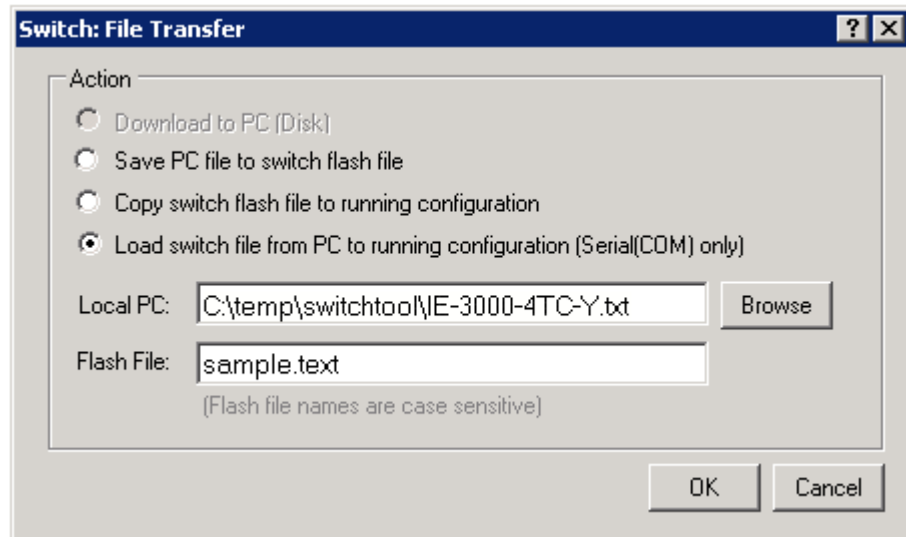 Switch: File Transfer
Action
Download to PC (Disk)
Save PC file to switch flash file
Copy switch flash file to running configuration
Load switch file from PC to running configuration (Serial(COM) only)
Local PC: C:\temp\switchtool\IE-3000-4TC-Y.txt Browse
Flash File: sample.text
(Flash file names are case sensitive)
OK Cancel